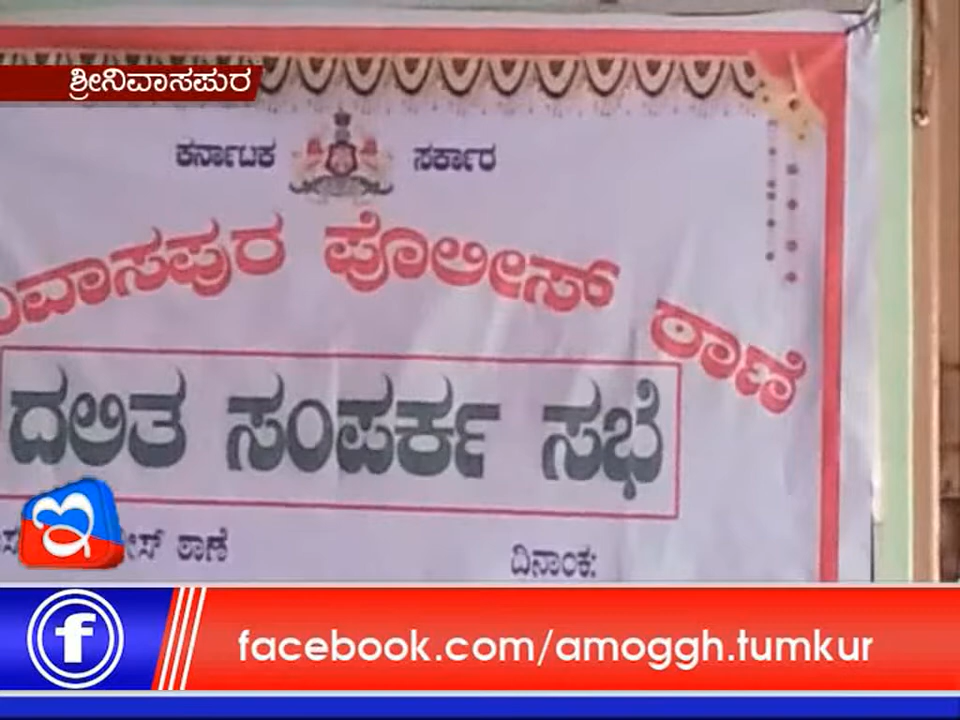 ಶ್ರೀನಿವಾಸಪುರ
ಕರ್ನಾಟಕ ಸರ್ಕಾರ
ನಿವಾಸಪುರ ಪೊಲೀಸ್ ಠಾಣೆ
ದಲಿತ ಸಂಪರ್ಕ ಸಭೆ
ಠಾಣೆ ದಿನಾಂಕ:
ಇ
facebook.com/amoggh.tumkur